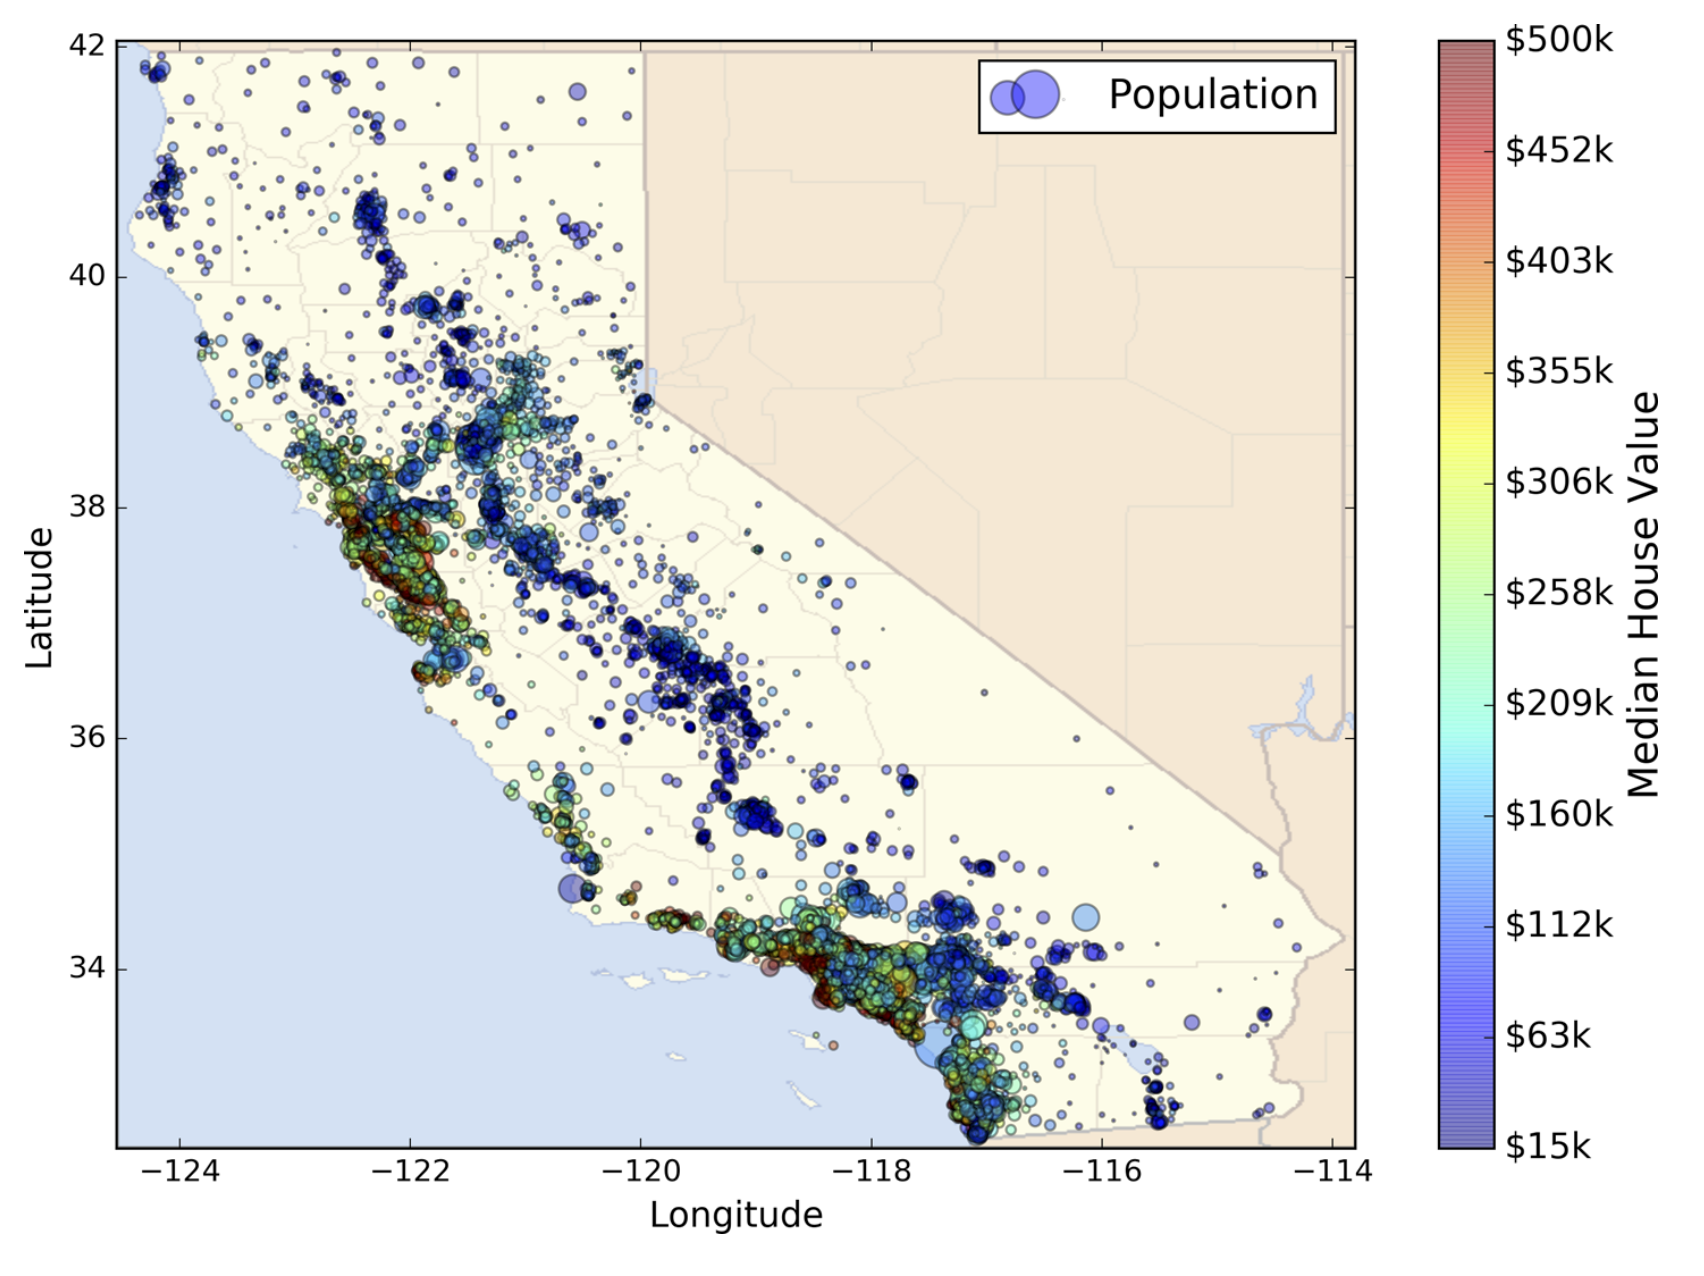 Population
42
40
38
36
34
Latitude
−124
−122
−120
−118
−116
−114
Longitude
$500k
$452k
$403k
$355k
$306k
$258k
$209k
$160k
$112k
$63k
$15k
Median House Value